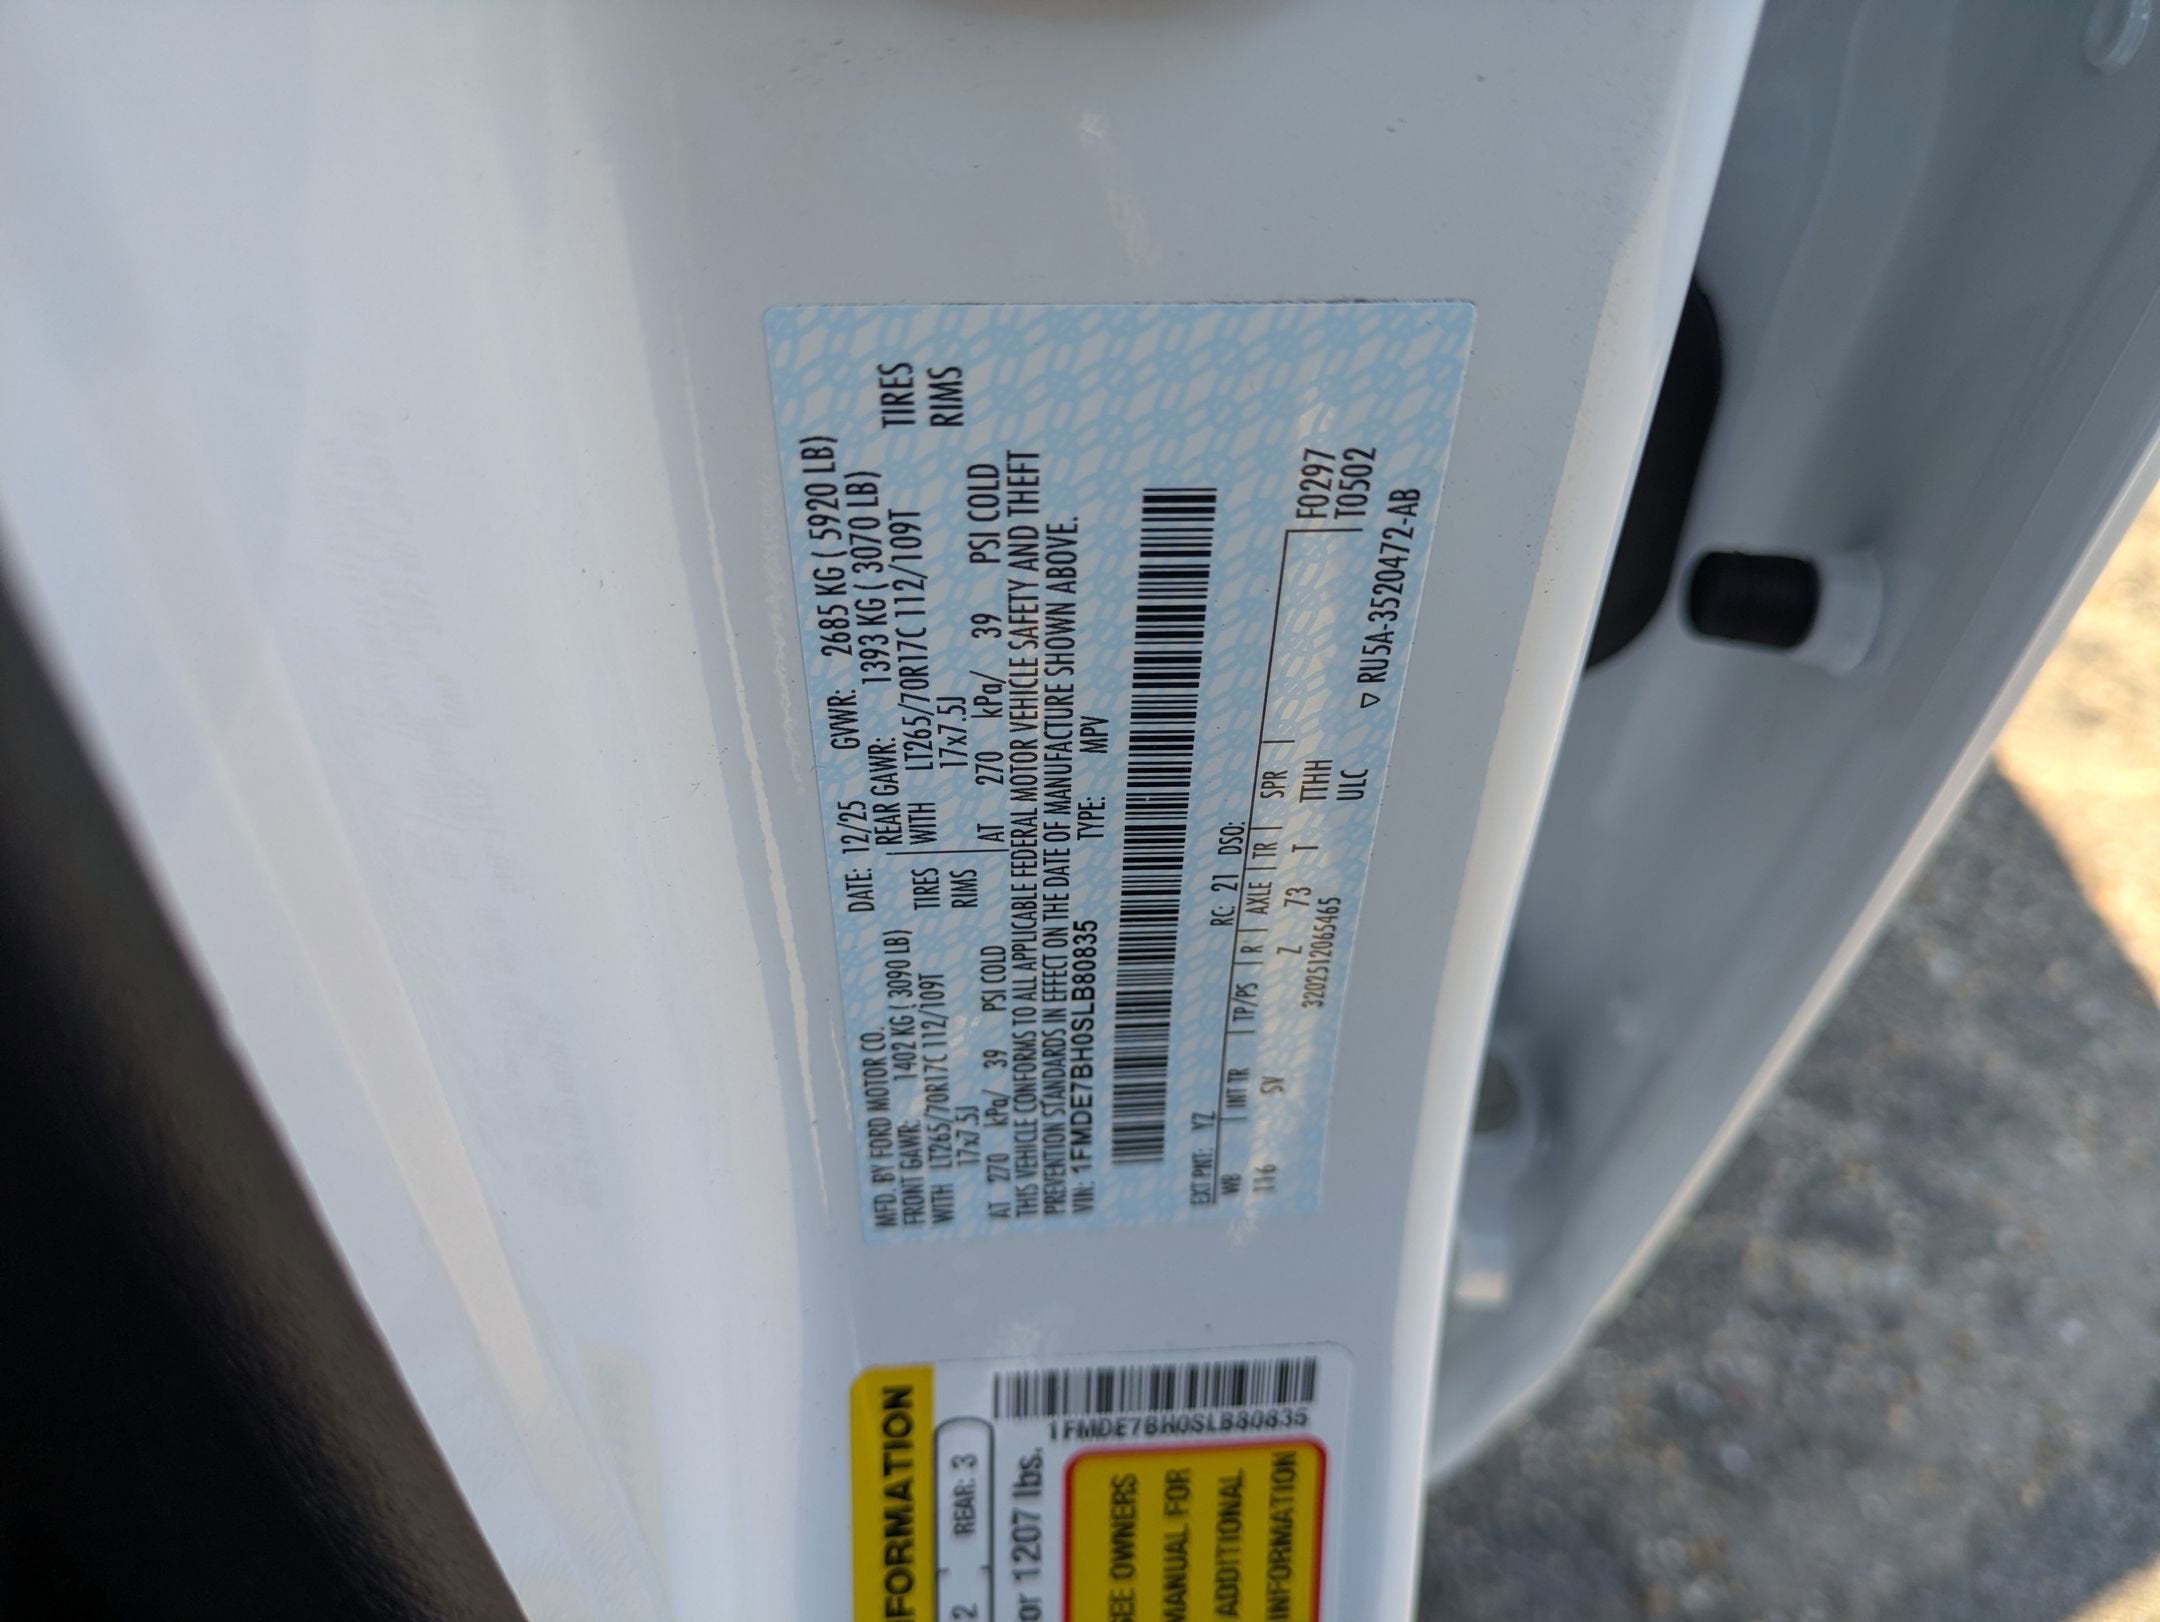 MFD. BY FORD MOTOR CO. DATE: 12/25 GVWR: 2685 KG ( 5920 LB)
FRONT GAWR: 1402 KG ( 3090 LB) REAR GAWR: 1393 KG ( 3070 LB)
WITH LT265/70R17C 112/109T TIRES WITH LT265/70R17C 112/109T TIRES
17x7.5J RIMS 17x7.5J RIMS
AT 270 kPa/ 39 PSI COLD AT 270 kPa/ 39 PSI COLD
THIS VEHICLE CONFORMS TO ALL APPLICABLE FEDERAL MOTOR VEHICLE SAFETY AND THEFT
PREVENTION STANDARDS IN EFFECT ON THE DATE OF MANUFACTURE SHOWN ABOVE.
VIN: 1FMDE7BH0SLB80835 TYPE: MPV
EXT PNT: YZ RC: 21 DSO:
WB INT TR TP/PS R AXLE TR SPR F0297
116 SV Z 73 T TTHH T0502
3202512065465 ULC
▽ RU5A-3520472-AB
FORMATION
2 REAR: 3
or 1207 lbs.
1FMDE7BH0SLB80835
SEE OWNERS
MANUAL FOR
ADDITIONAL
INFORMATION